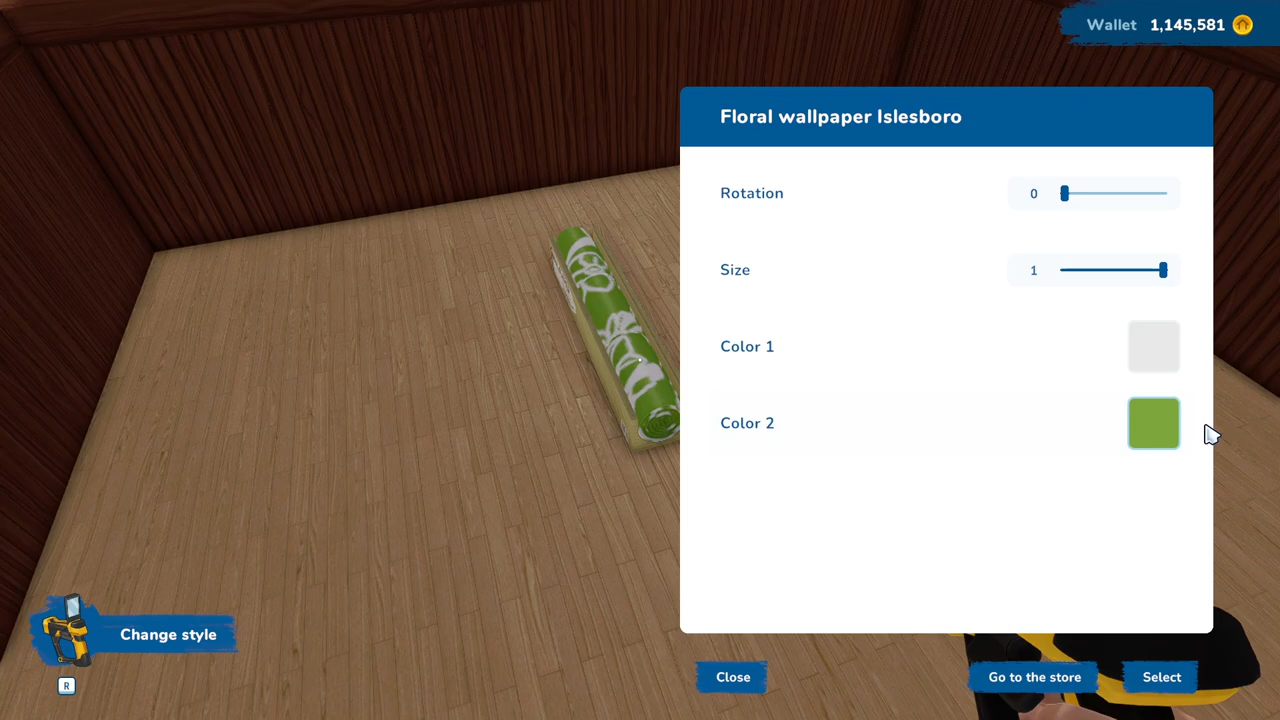 Wallet 1,145,581
Floral wallpaper Islesboro
Rotation 0
Size 1
Color 1
Color 2
Change style
R
Close
Go to the store
Select